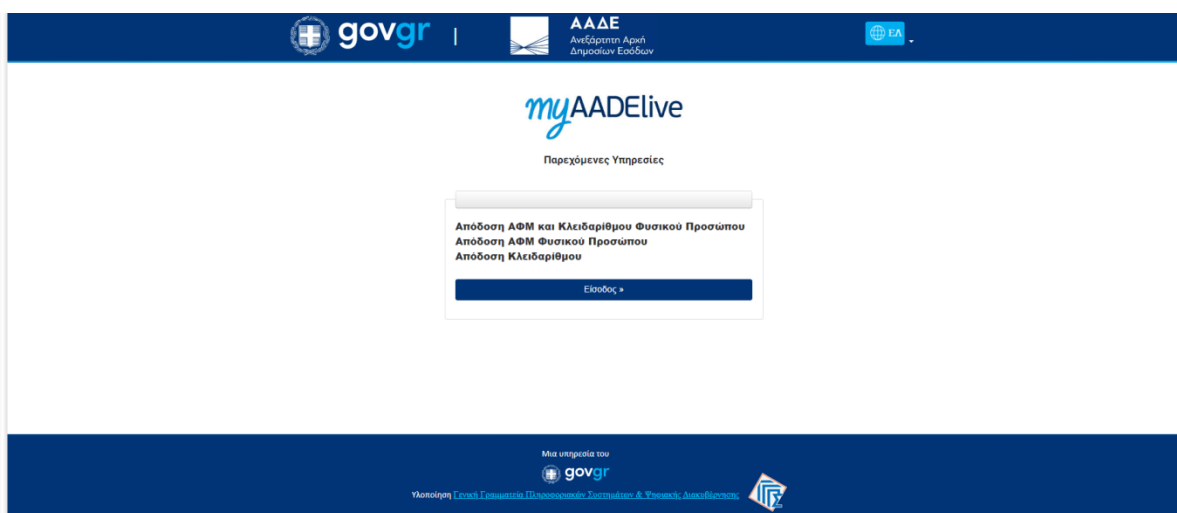 govgr
ΑΑΔΕ
Ανεξάρτητη Αρχή
Δημοσίων Εσόδων
ΕΛ
myAADElive
Παρεχόμενες Υπηρεσίες
Απόδοση ΑΦΜ και Κλειδαρίθμου Φυσικού Προσώπου
Απόδοση ΑΦΜ Φυσικού Προσώπου
Απόδοση Κλειδαρίθμου
Είσοδος »
Μια υπηρεσία του
govgr
Υλοποίηση Γενική Γραμματεία Πληροφοριακών Συστημάτων & Ψηφιακής Διακυβέρνησης